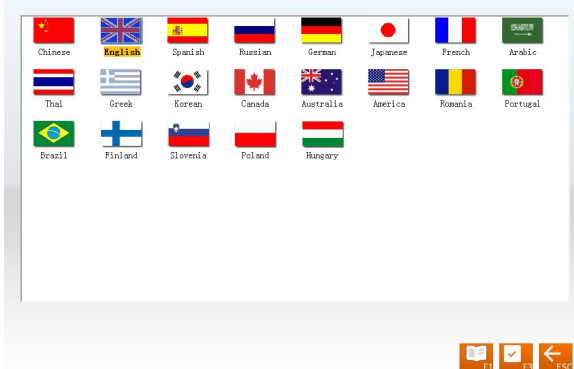 Chinese English Spanish Russian German Japanese French Arabic
Thai Greek Korean Canada Australia America Romania Portugal
Brazil Finland Slovenia Poland Hungary
F1 F3 ESC